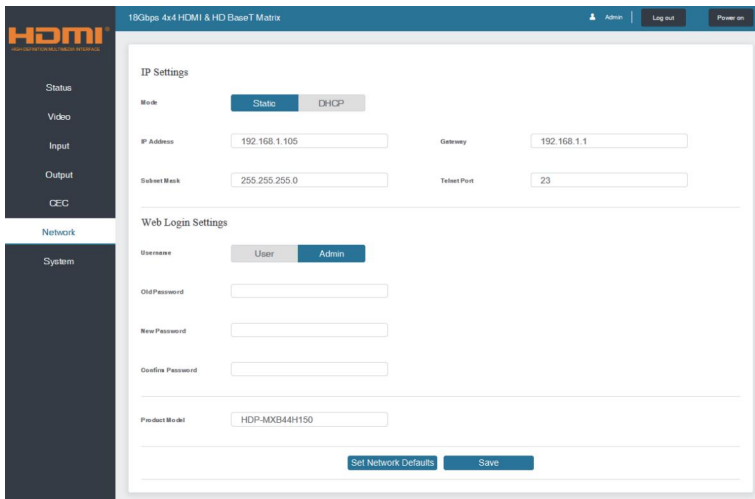 HDMI®
HIGH-DEFINITION MULTIMEDIA INTERFACE
18Gbps 4x4 HDMI & HD BaseT Matrix
Admin
Log out
Power on
Status
Video
Input
Output
CEC
Network
System
IP Settings
Mode
Static
DHCP
IP Address
192.168.1.105
Gateway
192.168.1.1
Subnet Mask
255.255.255.0
Telnet Port
23
Web Login Settings
Username
User
Admin
Old Password
New Password
Confirm Password
Product Model
HDP-MXB44H150
Set Network Defaults
Save